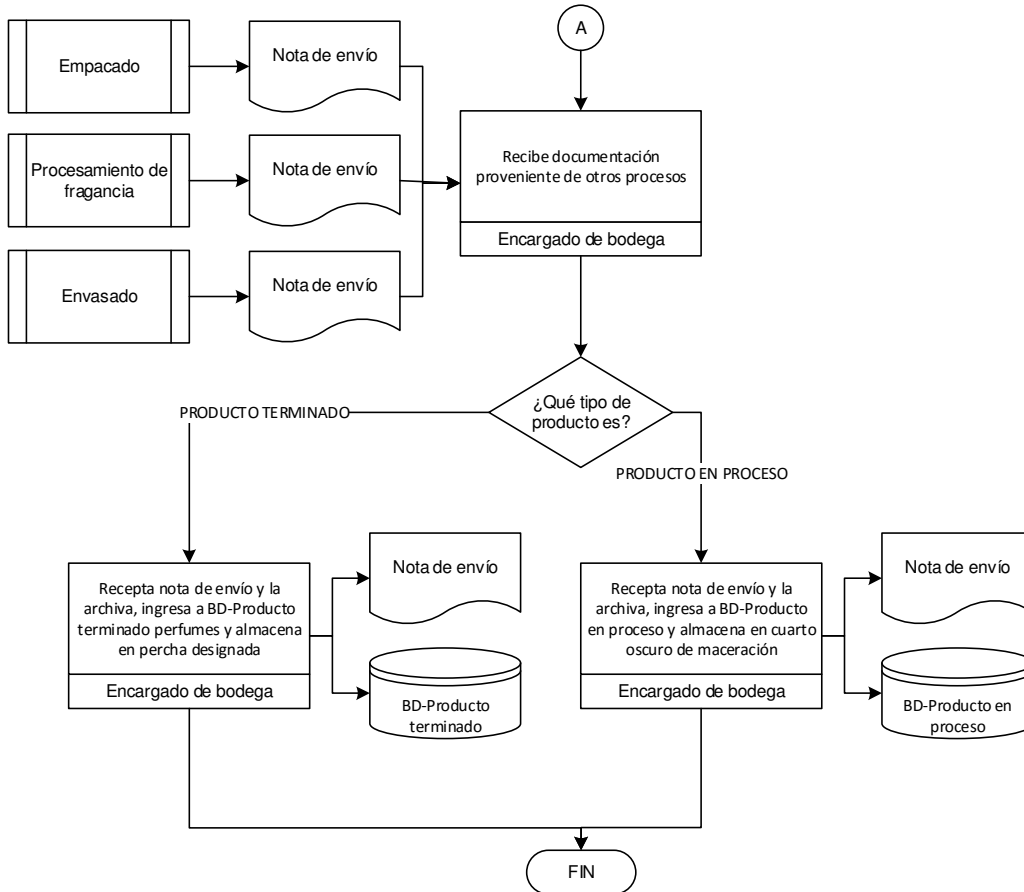 A
Empacado
Nota de envío
Recibe documentación
proveniente de otros procesos
Encargado de bodega
Procesamiento de
fragancia
Nota de envío
Envasado
Nota de envío
¿Qué tipo de
producto es?
PRODUCTO TERMINADO
PRODUCTO EN PROCESO
Recepta nota de envío y la
archiva, ingresa a BD-Producto
terminado perfumes y almacena
en percha designada
Encargado de bodega
Nota de envío
BD-Producto
terminado
Recepta nota de envío y la
archiva, ingresa a BD-Producto
en proceso y almacena en cuarto
oscuro de maceración
Encargado de bodega
Nota de envío
BD-Producto en
proceso
FIN